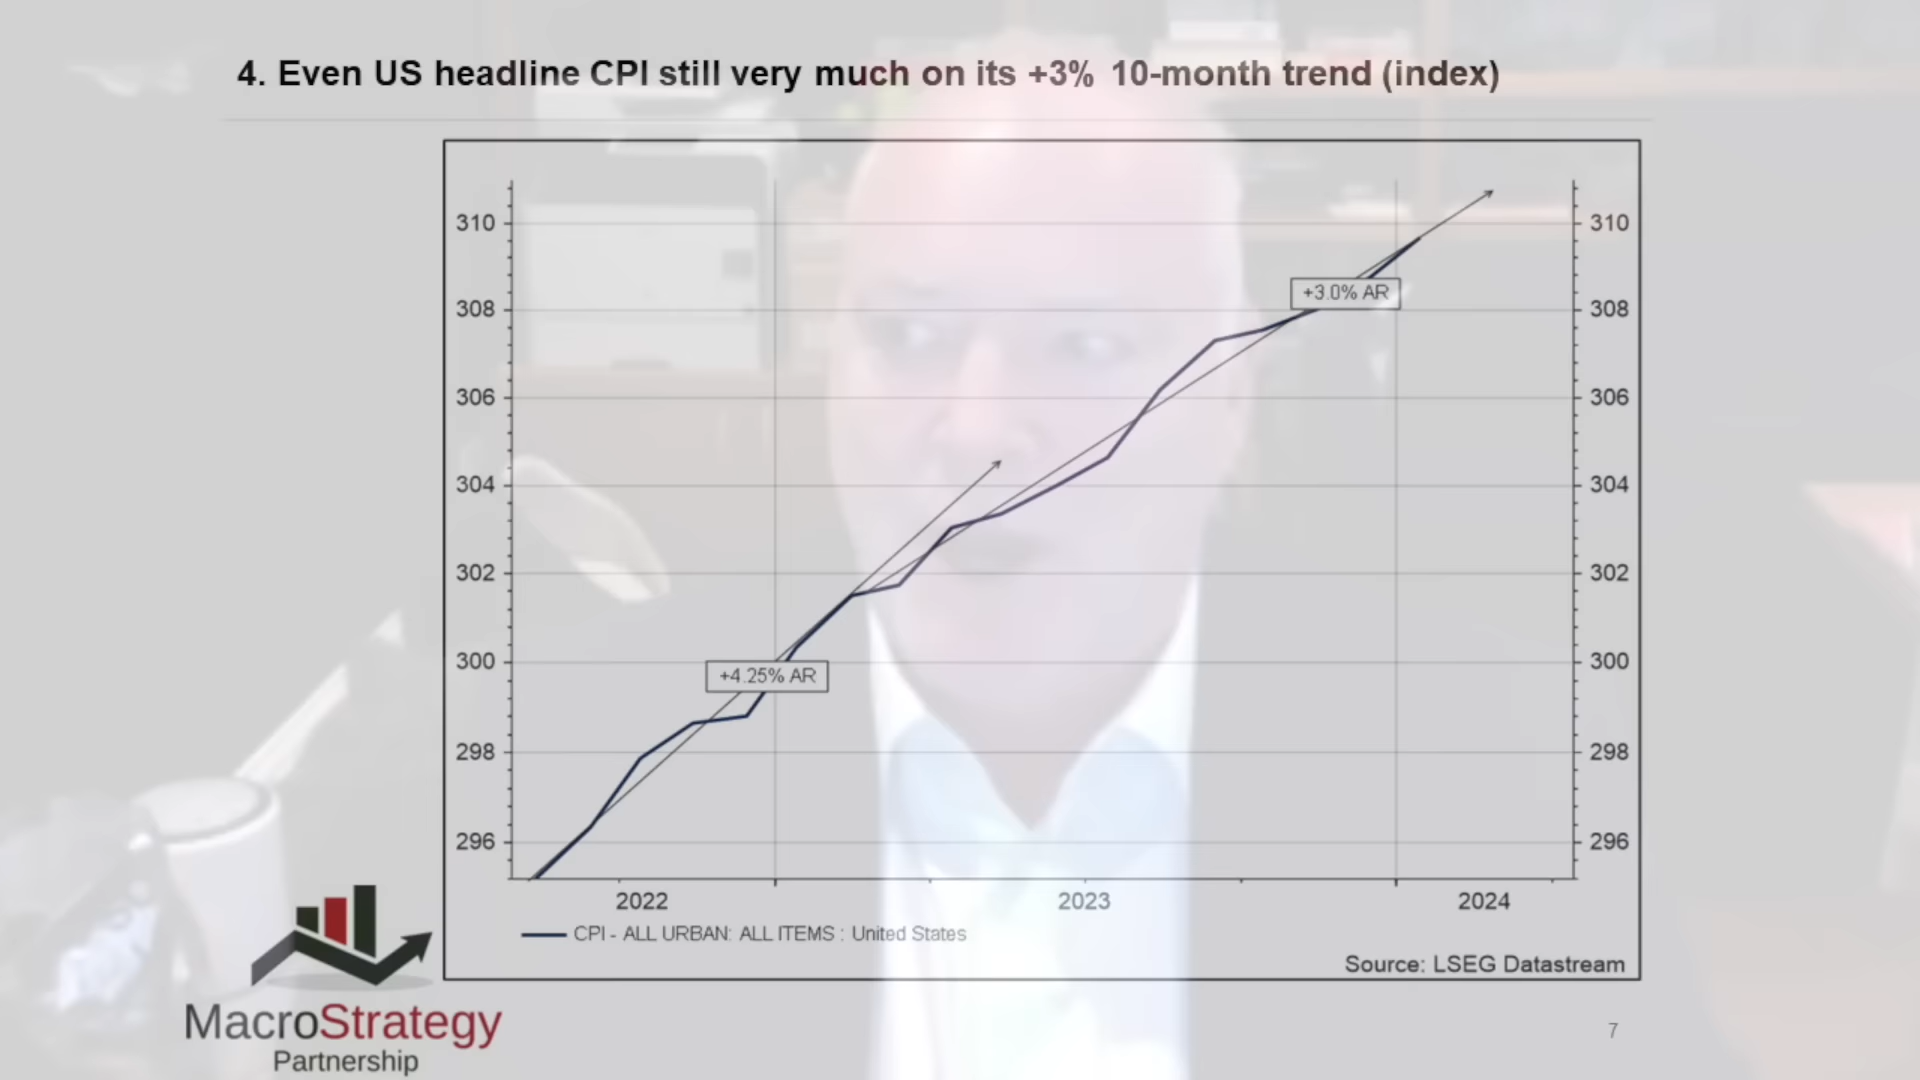 4. Even US headline CPI still very much on its +3% 10-month trend (index)
310
308
306
304
302
300
298
296
310
308
306
304
302
300
298
296
+3.0% AR
+4.25% AR
2022
2023
2024
CPI - ALL URBAN: ALL ITEMS : United States
Source: LSEG Datastream
MacroStrategy
Partnership
7